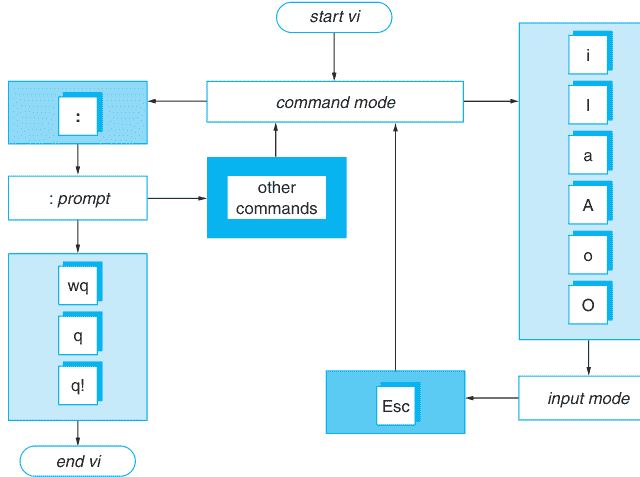 start vi
command mode
:
: prompt
other
commands
wq
q
q!
end vi
i
I
a
A
o
O
input mode
Esc